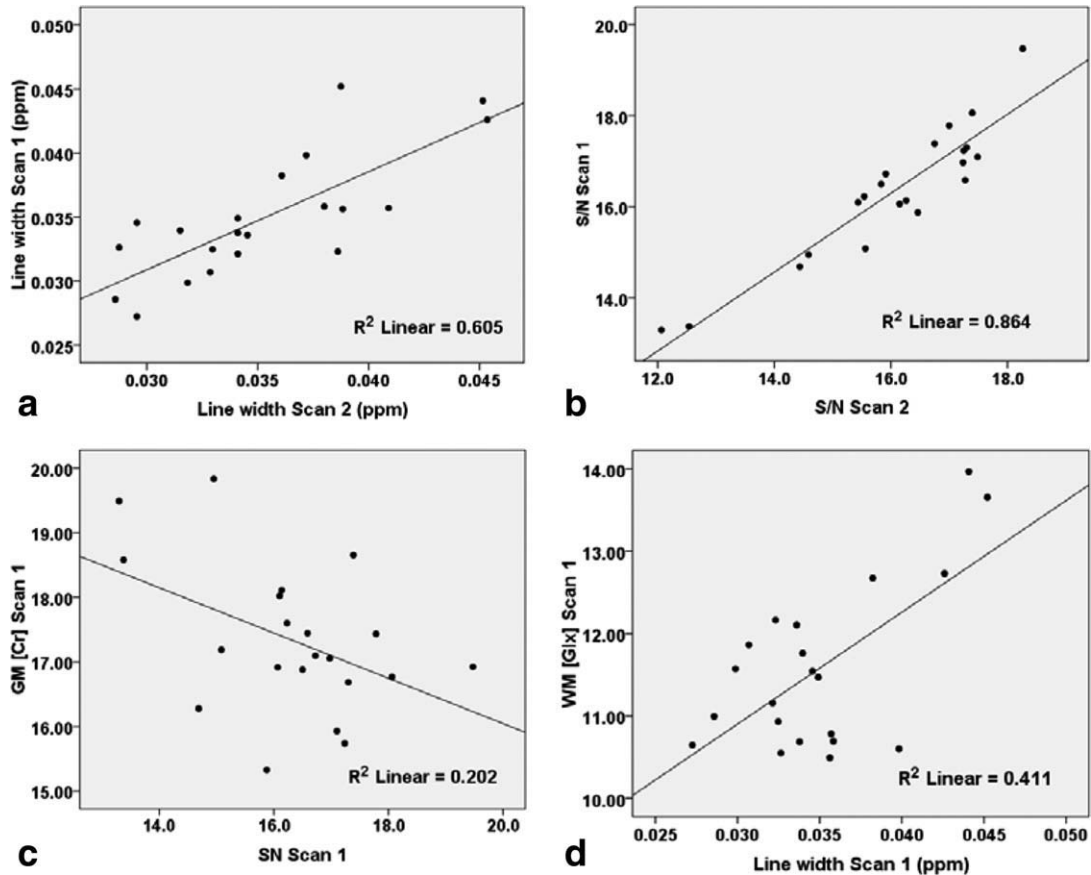 0.050
0.045
0.040
0.035
0.030
0.025
Line width Scan 1 (ppm)
R² Linear = 0.605
0.030 0.035 0.040 0.045
Line width Scan 2 (ppm)
a
20.0
18.0
16.0
14.0
S/N Scan 1
R² Linear = 0.864
12.0 14.0 16.0 18.0
S/N Scan 2
b
20.00
19.00
18.00
17.00
16.00
15.00
GM [Cr] Scan 1
R² Linear = 0.202
14.0 16.0 18.0 20.0
SN Scan 1
c
14.00
13.00
12.00
11.00
10.00
WM [Glx] Scan 1
R² Linear = 0.411
0.025 0.030 0.035 0.040 0.045 0.050
Line width Scan 1 (ppm)
d